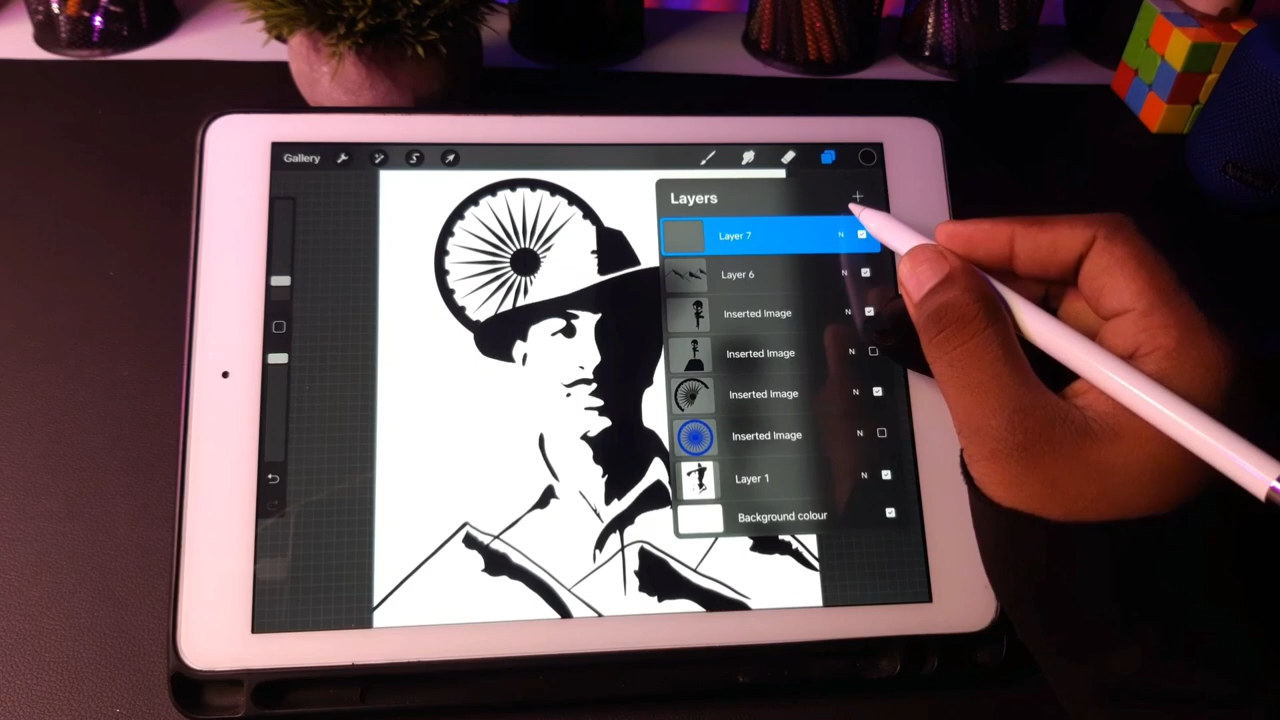 Gallery
Layers
Layer 7 N
Layer 6 N
Inserted Image N
Inserted Image N
Inserted Image N
Inserted Image N
Layer 1 N
Background colour